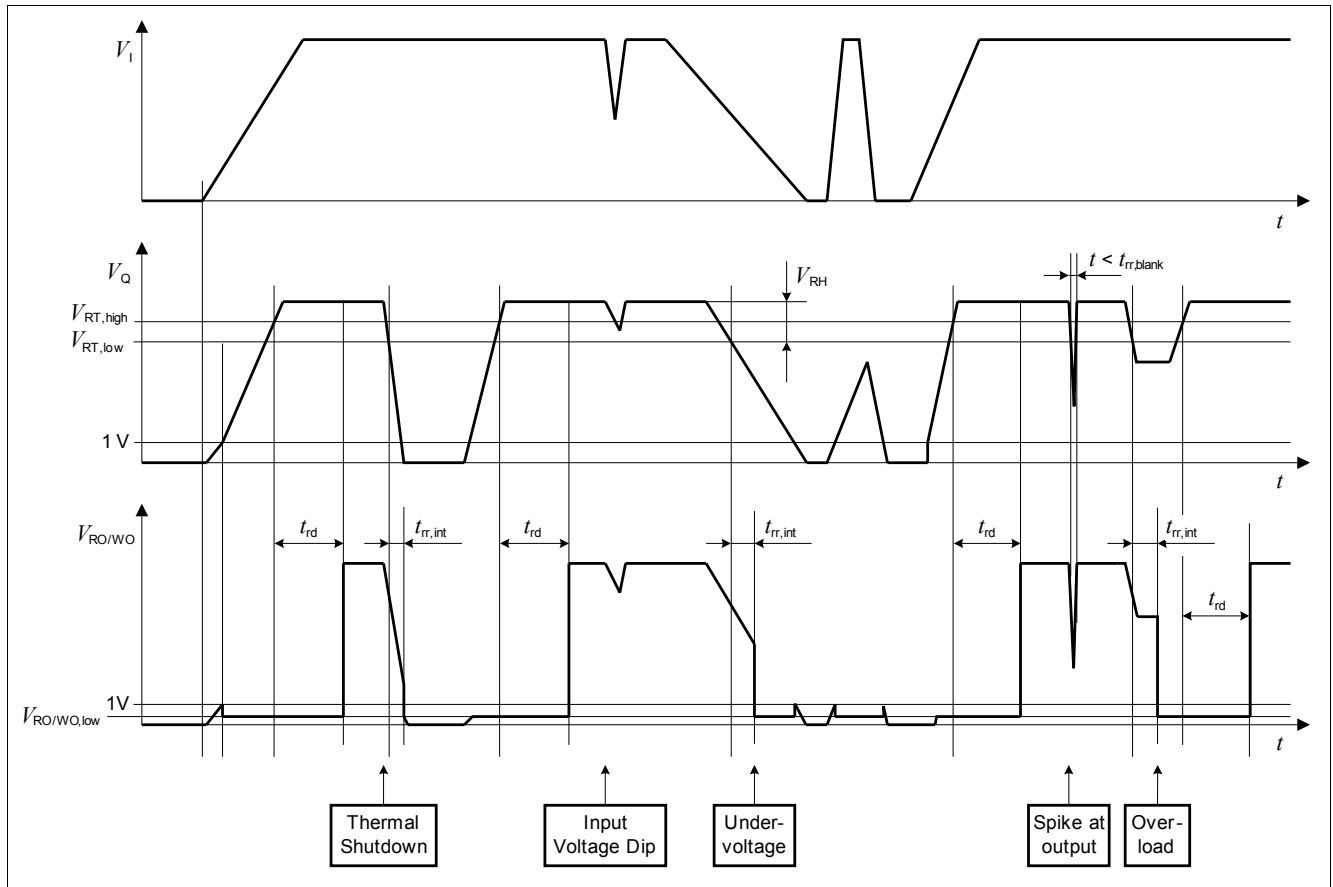 V_I
t
V_Q
V_RH
t < t_rr,blank
V_RT,high
V_RT,low
1 V
t
V_RO/WO
t_rd
t_rr,int
t_rd
t_rr,int
t_rd
t_rr,int
t_rd
1V
V_RO/WO,low
t
Thermal
Shutdown
Input
Voltage Dip
Under-
voltage
Spike at
output
Over-
load